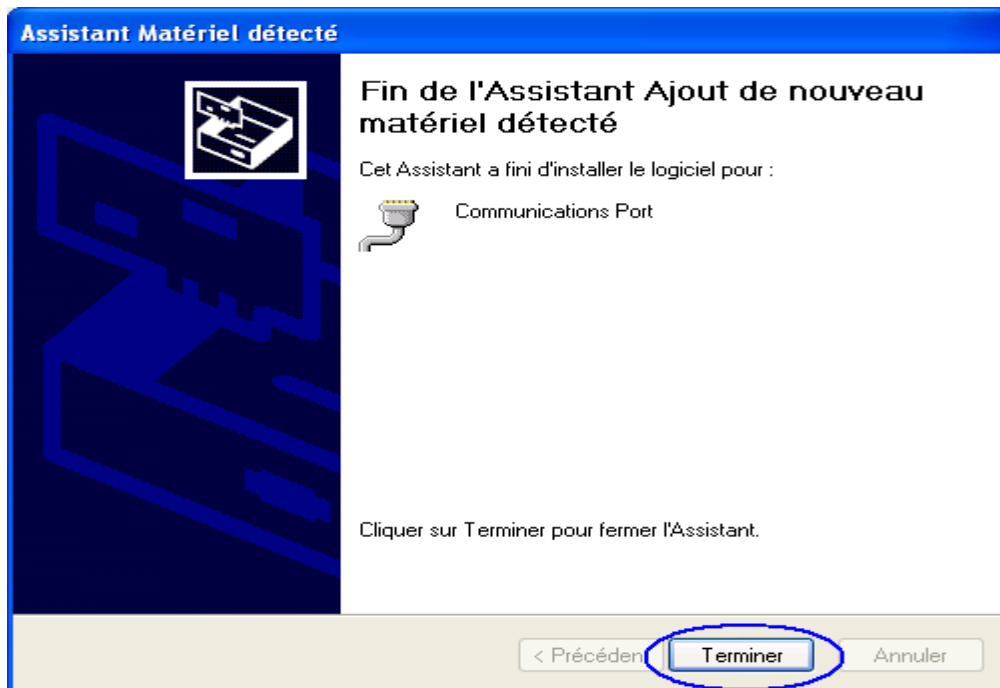 Assistant Matériel détecté
Fin de l'Assistant Ajout de nouveau
matériel détecté
Cet Assistant a fini d'installer le logiciel pour :
Communications Port
Cliquer sur Terminer pour fermer l'Assistant.
< Précéden Terminer Annuler